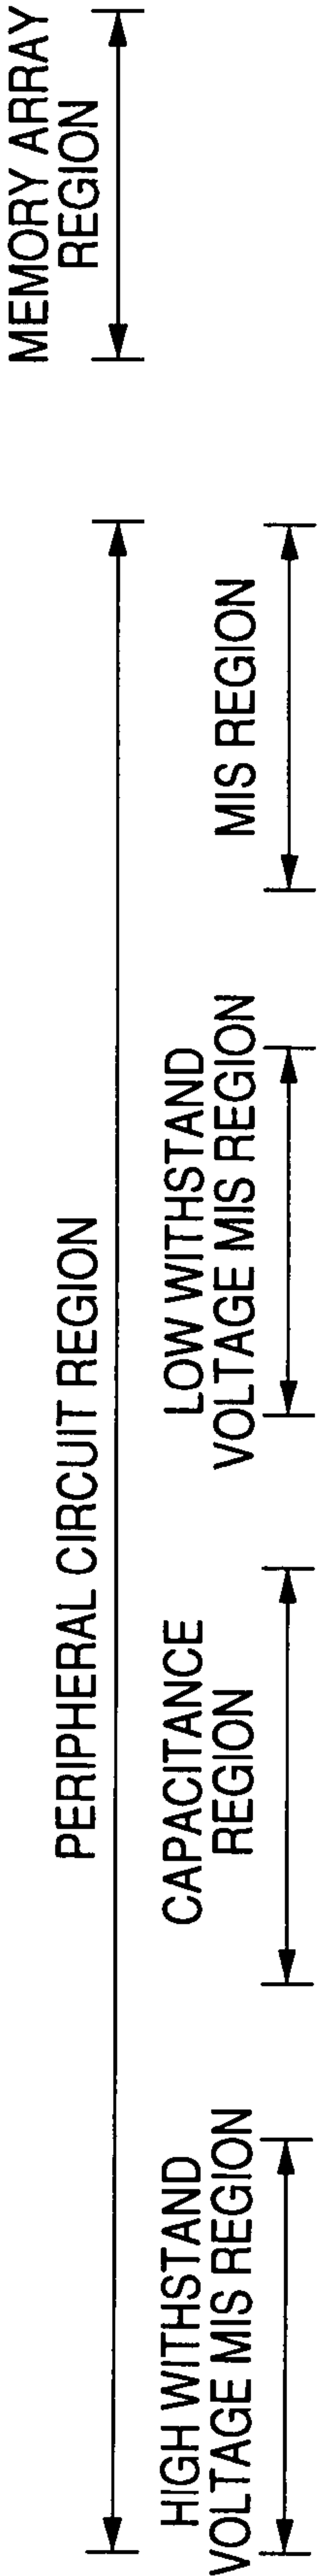 PERIPHERAL CIRCUIT REGION
MEMORY ARRAY
REGION
HIGH WITHSTAND
VOLTAGE MIS REGION
CAPACITANCE
REGION
LOW WITHSTAND
VOLTAGE MIS REGION
MIS REGION